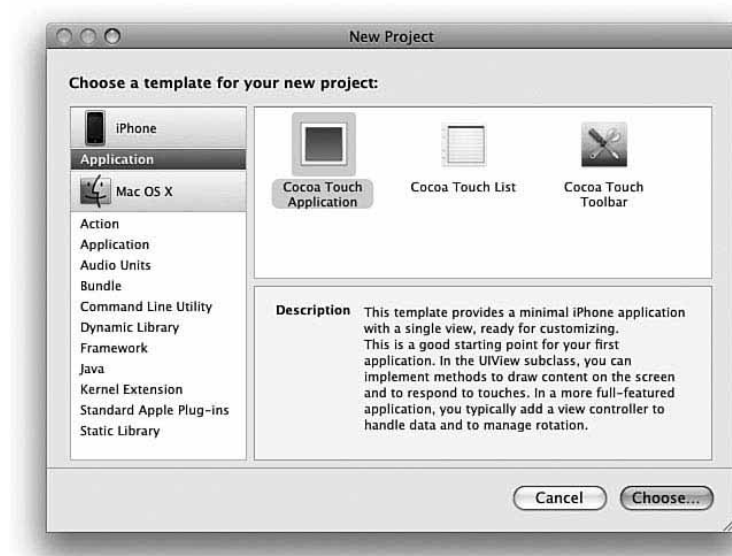 New Project
Choose a template for your new project:
iPhone
Application
Mac OS X
Action
Application
Audio Units
Bundle
Command Line Utility
Dynamic Library
Framework
Java
Kernel Extension
Standard Apple Plug-ins
Static Library
Cocoa Touch
Application
Cocoa Touch List
Cocoa Touch
Toolbar
Description
This template provides a minimal iPhone application
with a single view, ready for customizing.
This is a good starting point for your first
application. In the UIView subclass, you can
implement methods to draw content on the screen
and to respond to touches. In a more full-featured
application, you typically add a view controller to
handle data and to manage rotation.
Cancel
Choose...